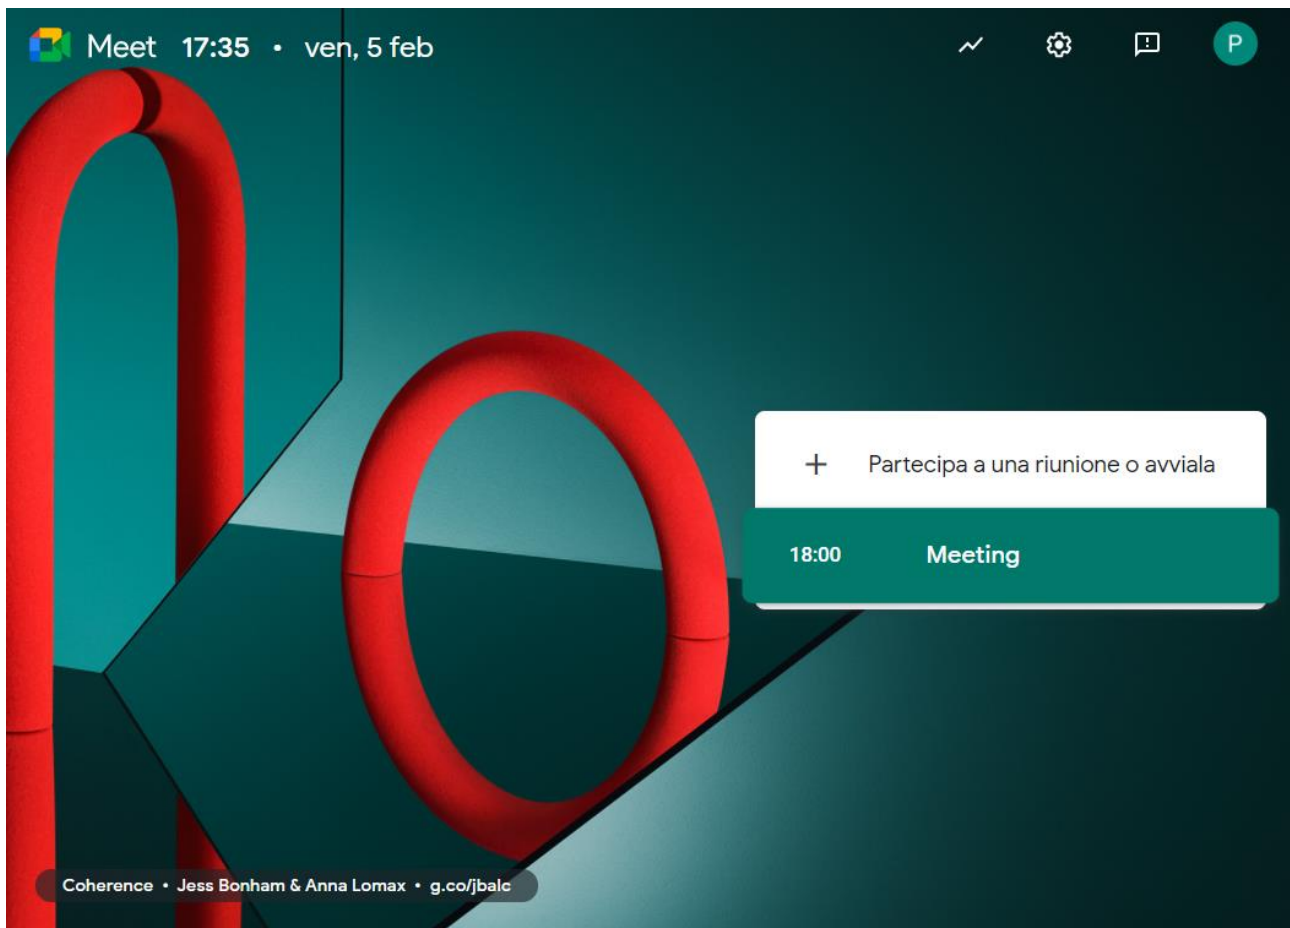 Meet 17:35 • ven, 5 feb
P
+ Partecipa a una riunione o avviala
18:00 Meeting
Coherence • Jess Bonham & Anna Lomax • g.co/jbalc